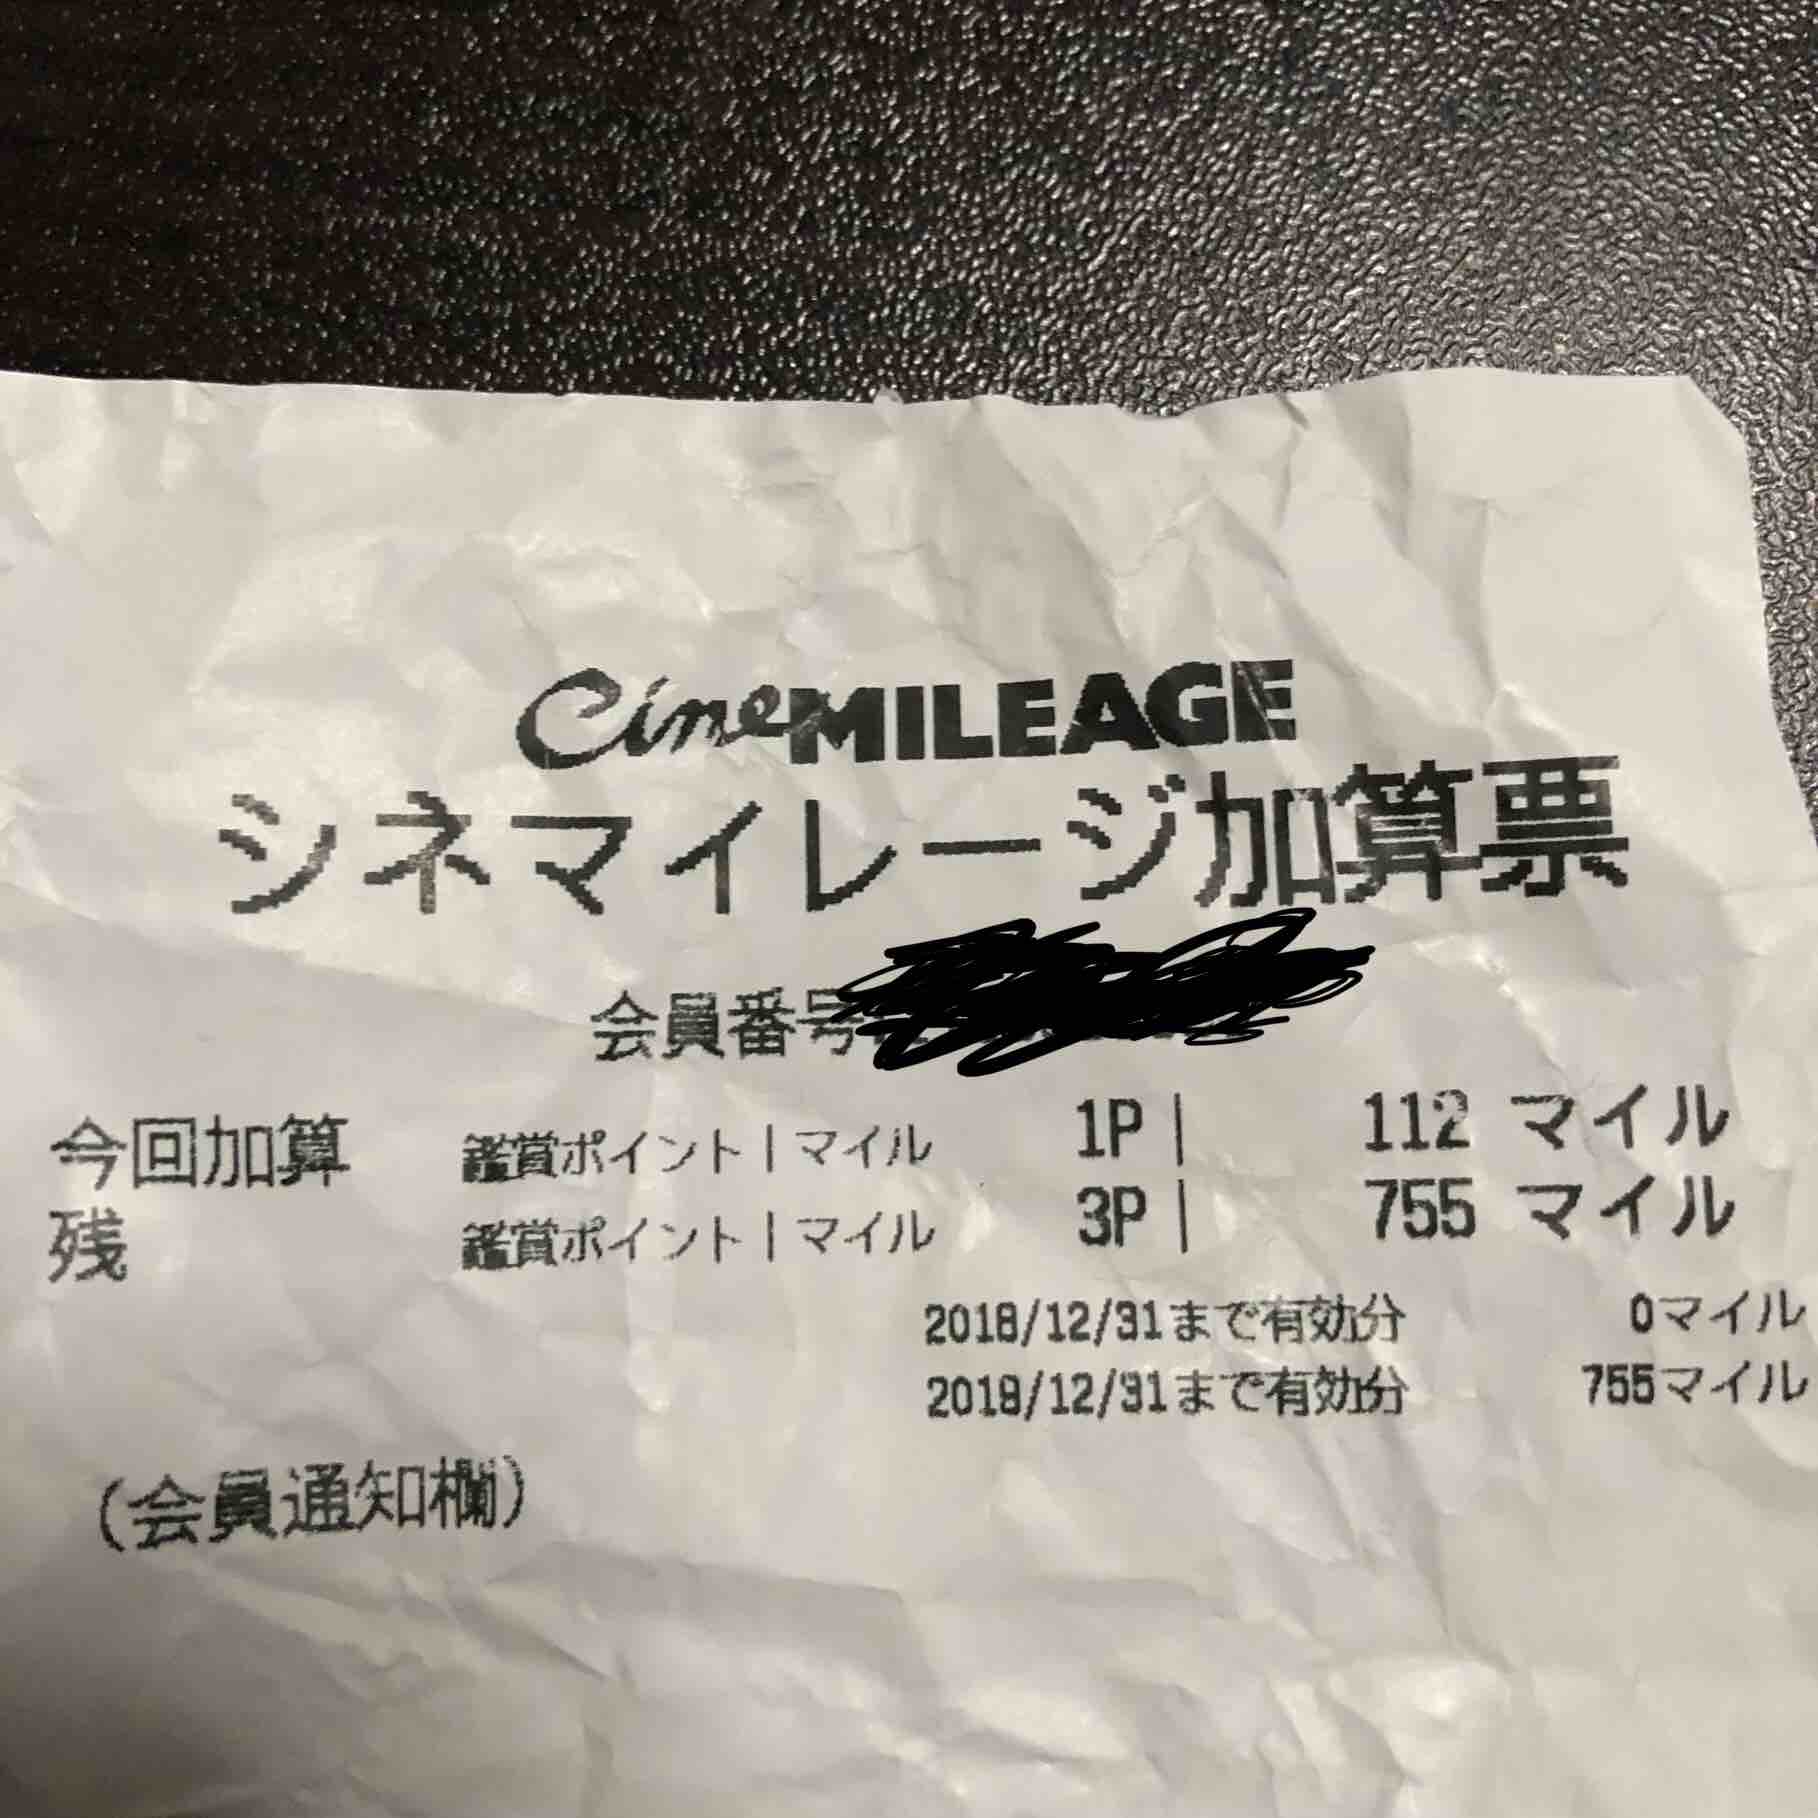 CineMILEAGE
シネマイレージ加算票
会員番号
今回加算 鑑賞ポイント|マイル 1P| 112 マイル
残 鑑賞ポイント|マイル 3P| 755 マイル
2018/12/31まで有効分 0マイル
2018/12/31まで有効分 755マイル
(会員通知欄)